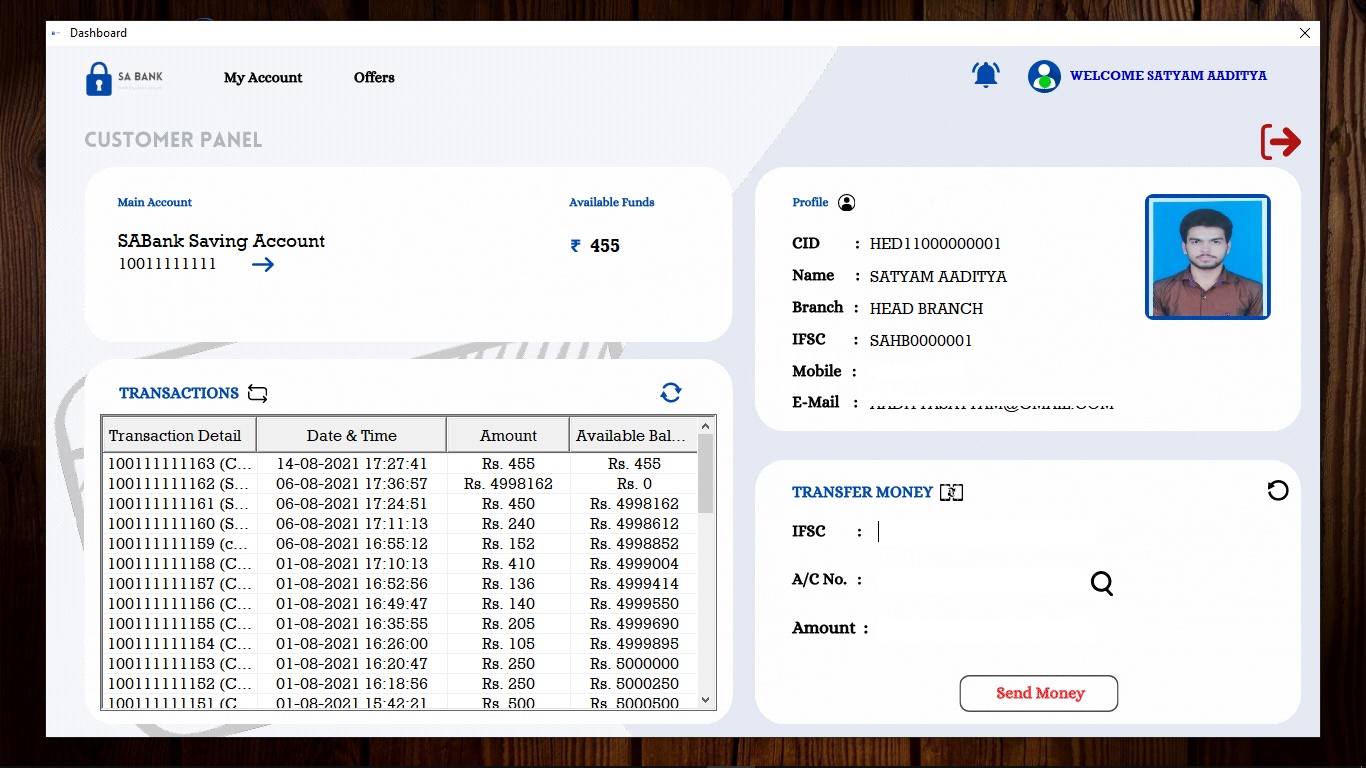 Dashboard
SA BANK
My Account
Offers
WELCOME SATYAM AADITYA
CUSTOMER PANEL
Main Account
Available Funds
SABank Saving Account
₹ 455
10011111111
Profile
CID : HED11000000001
Name : SATYAM AADITYA
Branch : HEAD BRANCH
IFSC : SAHB0000001
Mobile :
E-Mail :
TRANSACTIONS
Transaction Detail Date & Time Amount Available Bal...
100111111163 (C... 14-08-2021 17:27:41 Rs. 455 Rs. 455
100111111162 (S... 06-08-2021 17:36:57 Rs. 4998162 Rs. 0
100111111161 (S... 06-08-2021 17:24:51 Rs. 450 Rs. 4998162
100111111160 (S... 06-08-2021 17:11:13 Rs. 240 Rs. 4998612
100111111159 (c... 06-08-2021 16:55:12 Rs. 152 Rs. 4998852
100111111158 (C... 01-08-2021 17:10:13 Rs. 410 Rs. 4999004
100111111157 (C... 01-08-2021 16:52:56 Rs. 136 Rs. 4999414
100111111156 (C... 01-08-2021 16:49:47 Rs. 140 Rs. 4999550
100111111155 (C... 01-08-2021 16:35:55 Rs. 205 Rs. 4999690
100111111154 (C... 01-08-2021 16:26:00 Rs. 105 Rs. 4999895
100111111153 (C... 01-08-2021 16:20:47 Rs. 250 Rs. 5000000
100111111152 (C... 01-08-2021 16:18:56 Rs. 250 Rs. 5000250
100111111151 (C... 01-08-2021 15:42:21 Rs. 500 Rs. 5000500
TRANSFER MONEY
IFSC :
A/C No. :
Amount :
Send Money